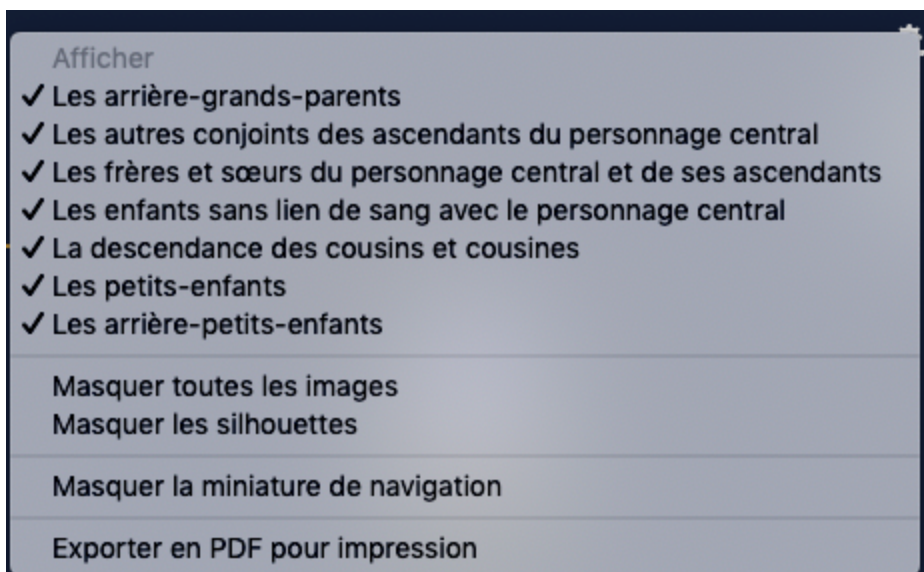 Afficher
✓ Les arrière-grands-parents
✓ Les autres conjoints des ascendants du personnage central
✓ Les frères et sœurs du personnage central et de ses ascendants
✓ Les enfants sans lien de sang avec le personnage central
✓ La descendance des cousins et cousines
✓ Les petits-enfants
✓ Les arrière-petits-enfants
Masquer toutes les images
Masquer les silhouettes
Masquer la miniature de navigation
Exporter en PDF pour impression